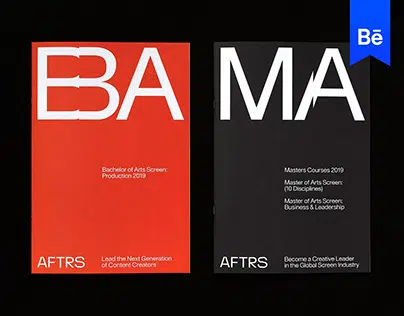 BA
Bachelor of Arts Screen:
Production 2019
AFTRS
Lead the Next Generation
of Content Creators
MA
Masters Courses 2019
Master of Arts Screen:
(10 Disciplines)
Master of Arts Screen:
Business & Leadership
AFTRS
Become a Creative Leader
in the Global Screen Industry
Bē